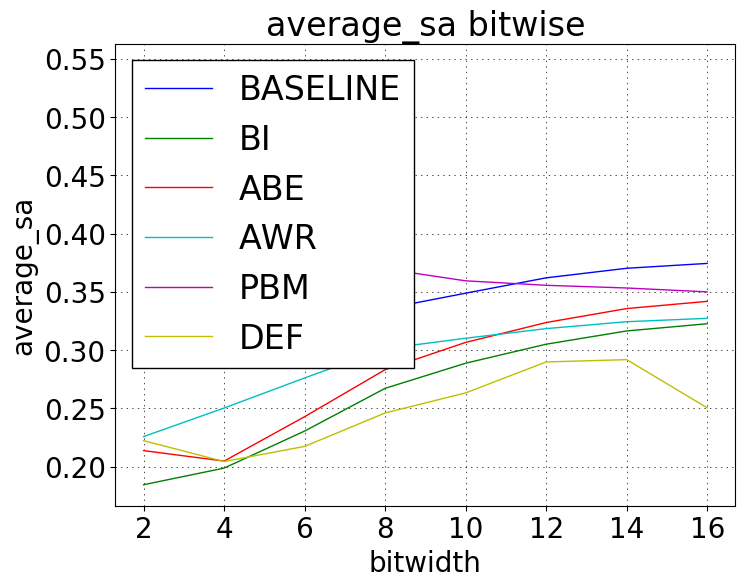 average_sa bitwise
0.55
0.50
0.45
0.40
0.35
0.30
0.25
0.20
average_sa
BASELINE
BI
ABE
AWR
PBM
DEF
2 4 6 8 10 12 14 16
bitwidth